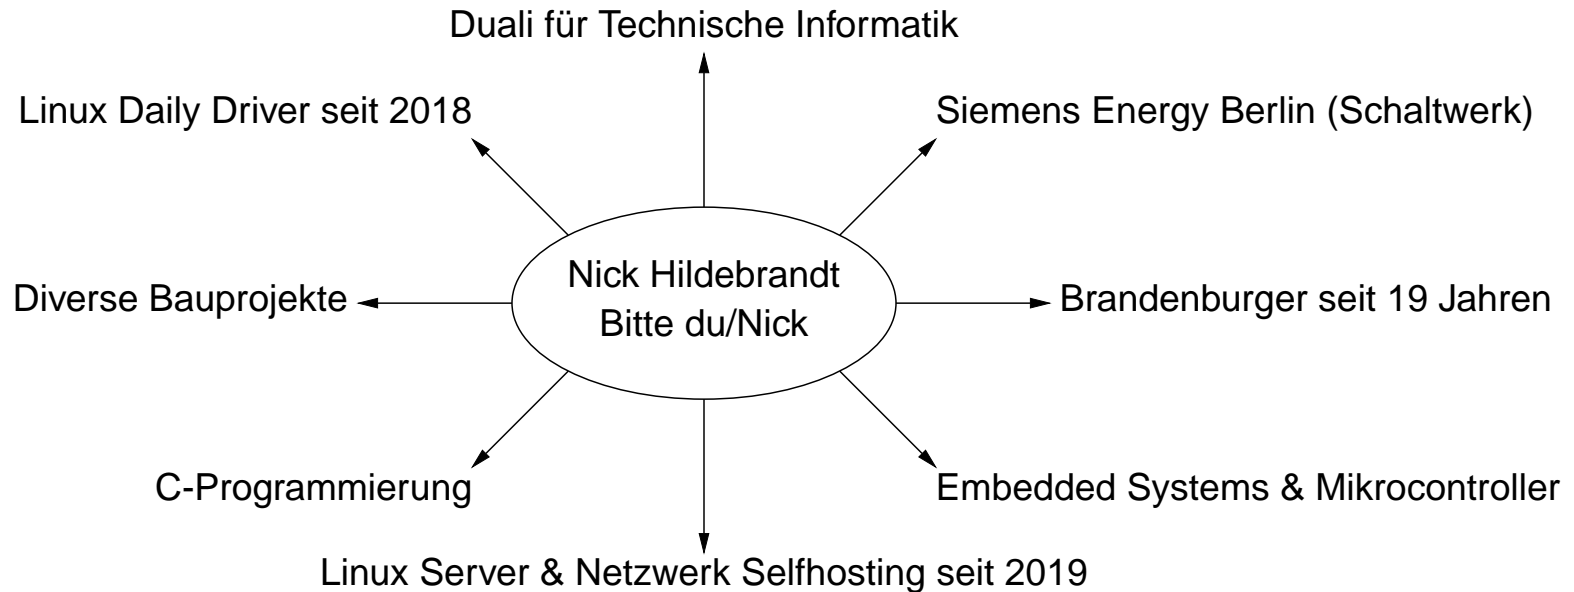 Duali für Technische Informatik
Linux Daily Driver seit 2018
Siemens Energy Berlin (Schaltwerk)
Nick Hildebrandt
Bitte du/Nick
Diverse Bauprojekte
Brandenburger seit 19 Jahren
C-Programmierung
Embedded Systems & Mikrocontroller
Linux Server & Netzwerk Selfhosting seit 2019